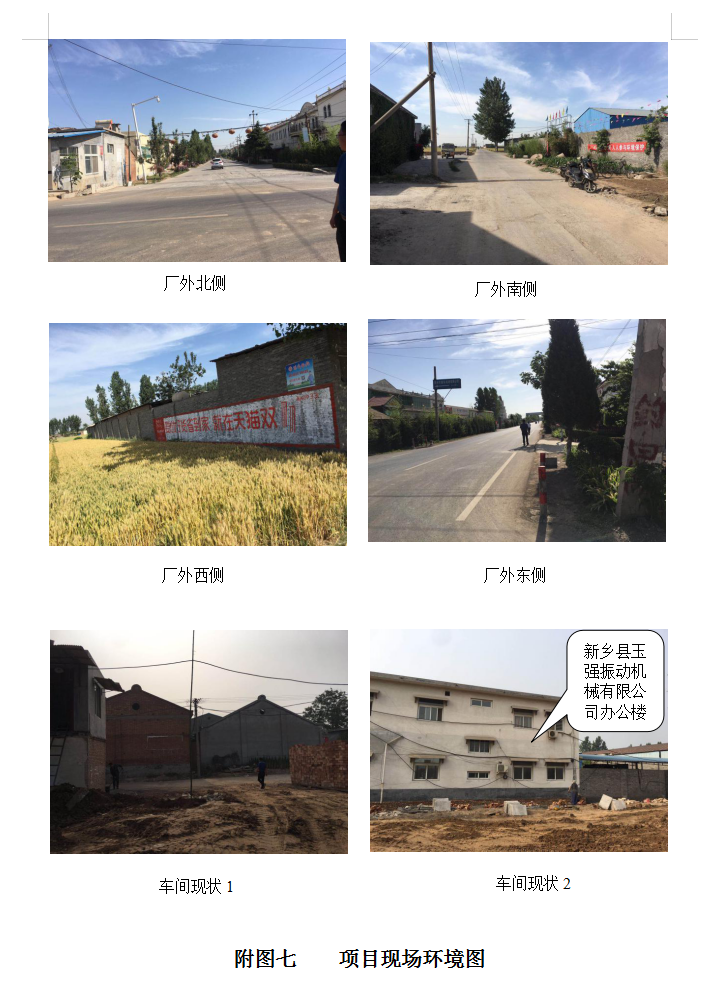 厂外北侧
厂外南侧
厂外西侧
厂外东侧
新乡县玉
强振动机
械有限公
司办公楼
车间现状 1
车间现状 2
附图七 项目现场环境图